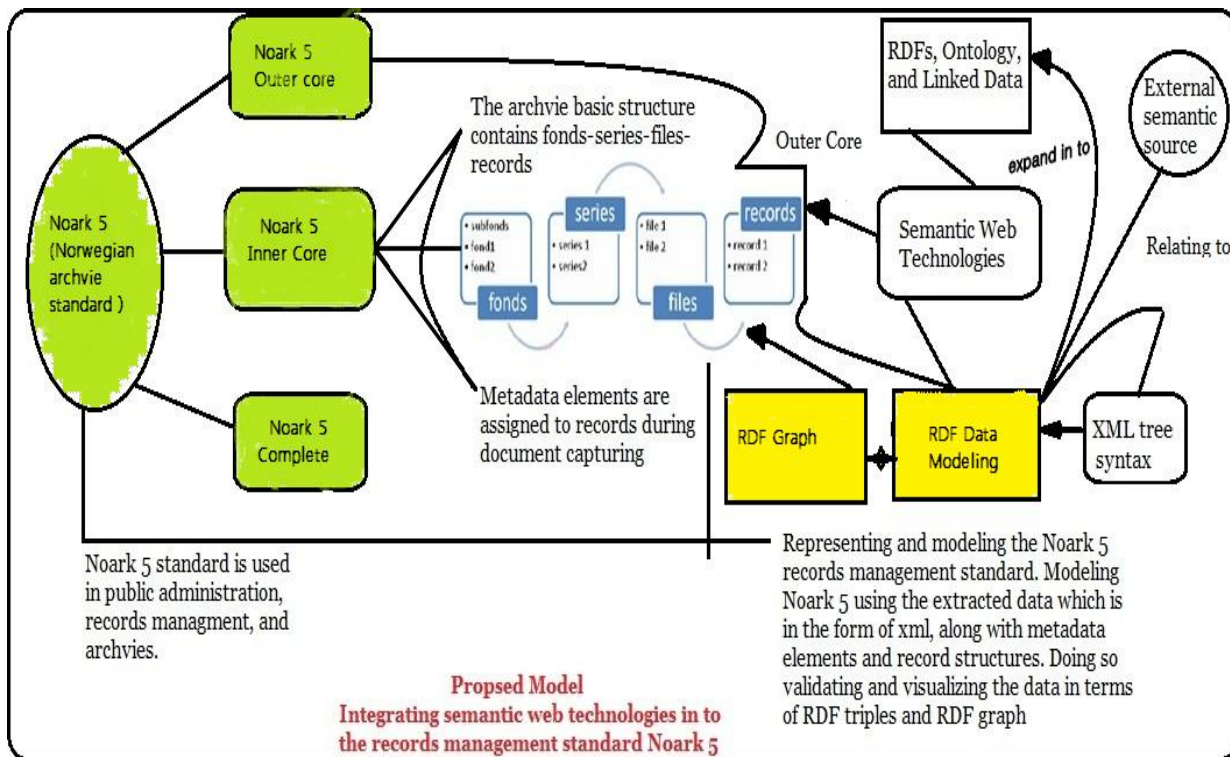 Noark 5
Outer core
Noark 5
(Norwegian
archvie
standard )
Noark 5
Inner Core
Noark 5
Complete
The archvie basic structure
contains fonds-series-files-
records
• subfonds
• fond1
• fond2
fonds
series
• series 1
• series2
• file 1
• file 2
files
records
• record 1
• record 2
Metadata elements are
assigned to records during
document capturing
Outer Core
RDFs, Ontology,
and Linked Data
expand in to
External
semantic
source
Semantic Web
Technologies
Relating to
RDF Graph
RDF Data
Modeling
XML tree
syntax
Noark 5 standard is used
in public administration,
records managment, and
archvies.
Representing and modeling the Noark 5
records management standard. Modeling
Noark 5 using the extracted data which is
in the form of xml, along with metadata
elements and record structures. Doing so
validating and visualizing the data in terms
of RDF triples and RDF graph
Propsed Model
Integrating semantic web technologies in to
the records management standard Noark 5